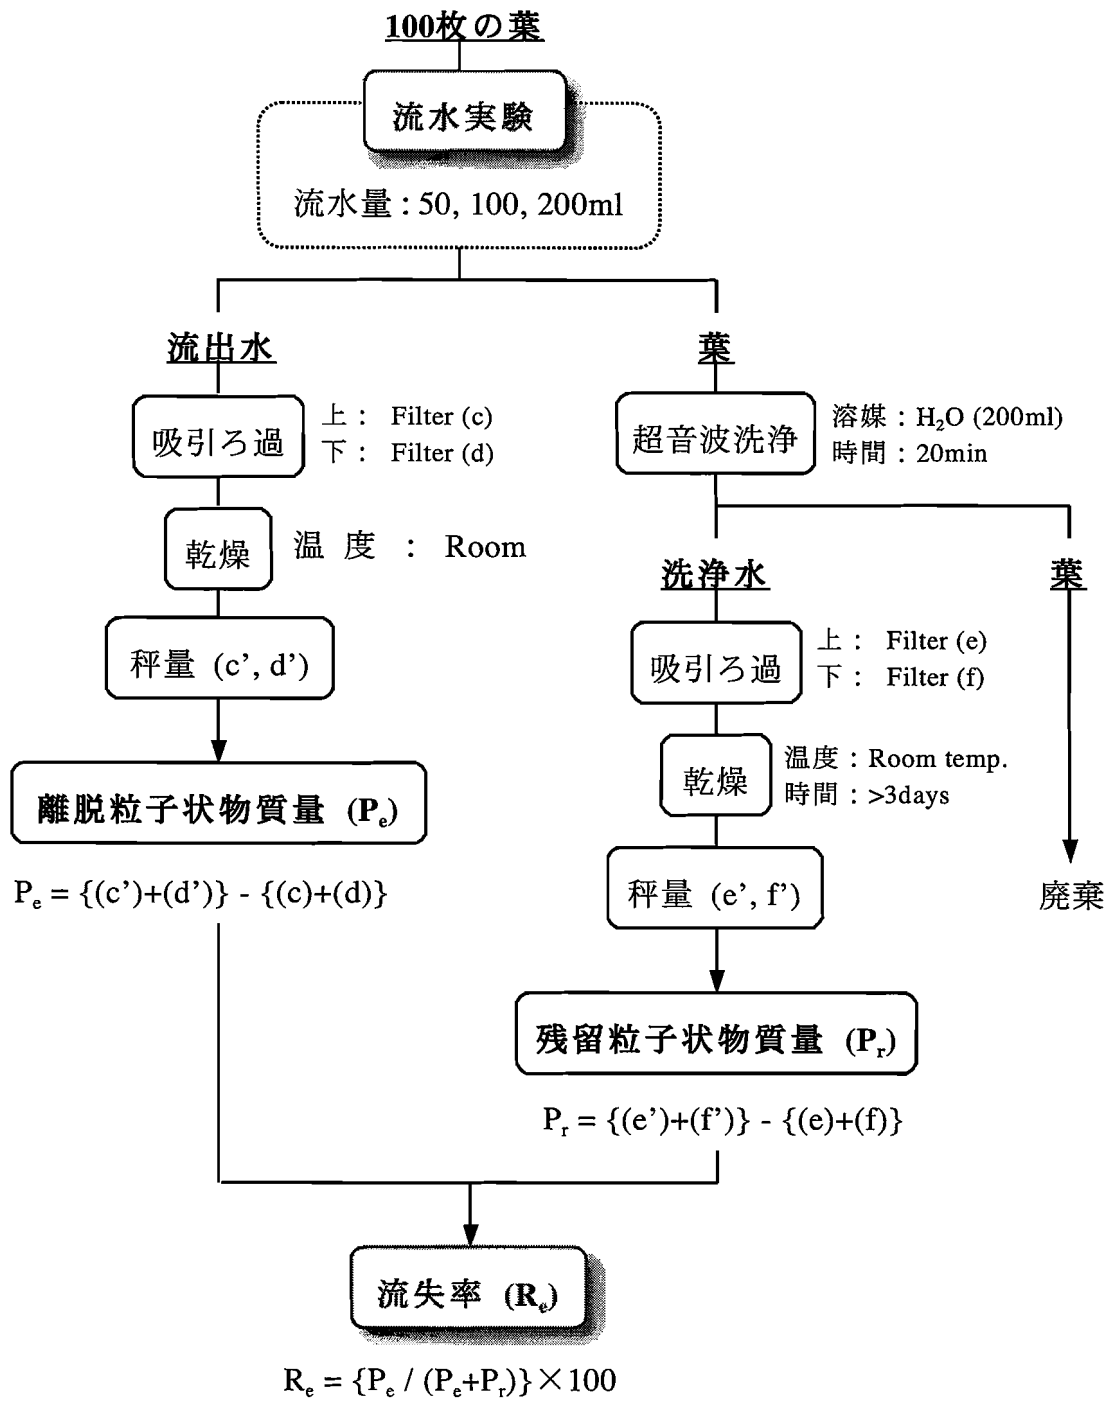 100枚の葉
流水実験
流水量 : 50, 100, 200ml
流出水
吸引ろ過
上 : Filter (c)
下 : Filter (d)
乾燥
温 度 : Room
秤量 (c’, d’)
離脱粒子状物質量 (Pe)
Pe = {(c’)+(d’)} - {(c)+(d)}
葉
超音波洗浄
溶媒 : H2O (200ml)
時間 : 20min
洗浄水
葉
吸引ろ過
上 : Filter (e)
下 : Filter (f)
乾燥
温度 : Room temp.
時間 : >3days
秤量 (e’, f’)
廃棄
残留粒子状物質量 (Pr)
Pr = {(e’)+(f’)} - {(e)+(f)}
流失率 (Re)
Re = {Pe / (Pe+Pr)}×100